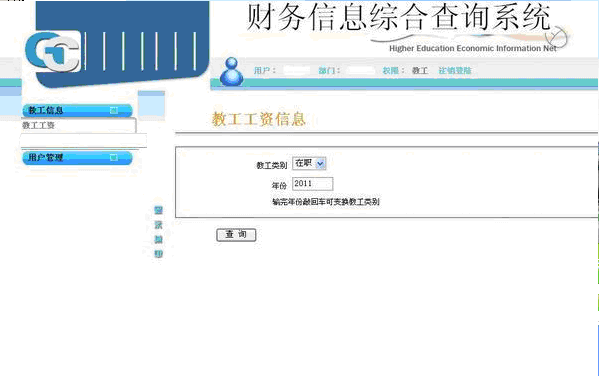 财务信息综合查询系统
Higher Education Economic Information Net
用户： 部门： 权限： 教工 注销登陆
教工信息
教工工资
用户管理
教工工资信息
教工类别 在职
年份 2011
输完年份敲回车可变换教工类别
查 询